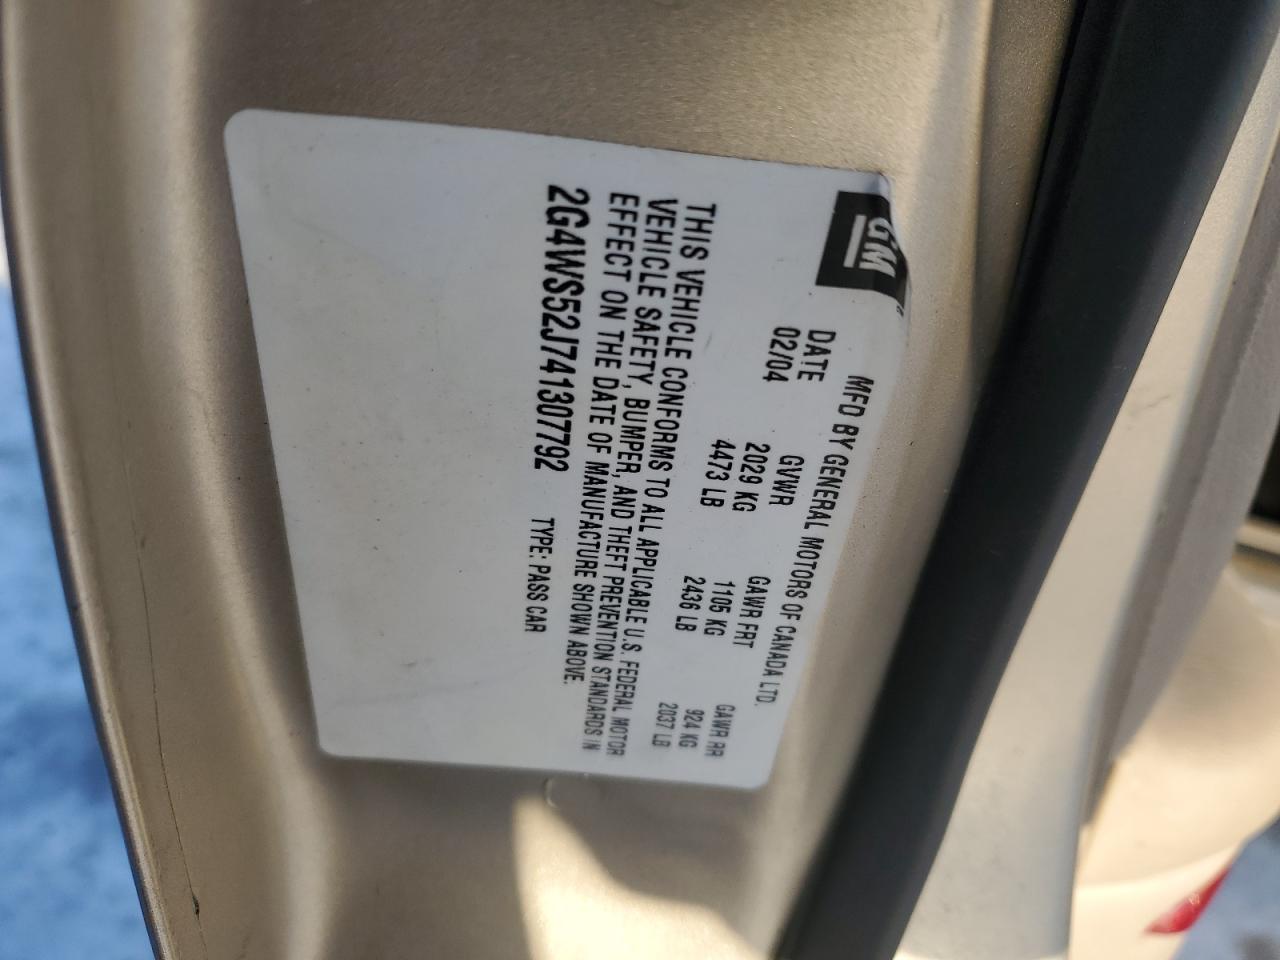 GM
MFD BY GENERAL MOTORS OF CANADA LTD.
DATE GVWR GAWR FRT GAWR RR
02/04 2029 KG 1105 KG 924 KG
4473 LB 2436 LB 2037 LB
THIS VEHICLE CONFORMS TO ALL APPLICABLE U.S. FEDERAL MOTOR
VEHICLE SAFETY, BUMPER, AND THEFT PREVENTION STANDARDS IN
EFFECT ON THE DATE OF MANUFACTURE SHOWN ABOVE.
2G4WS52J741307792 TYPE: PASS CAR